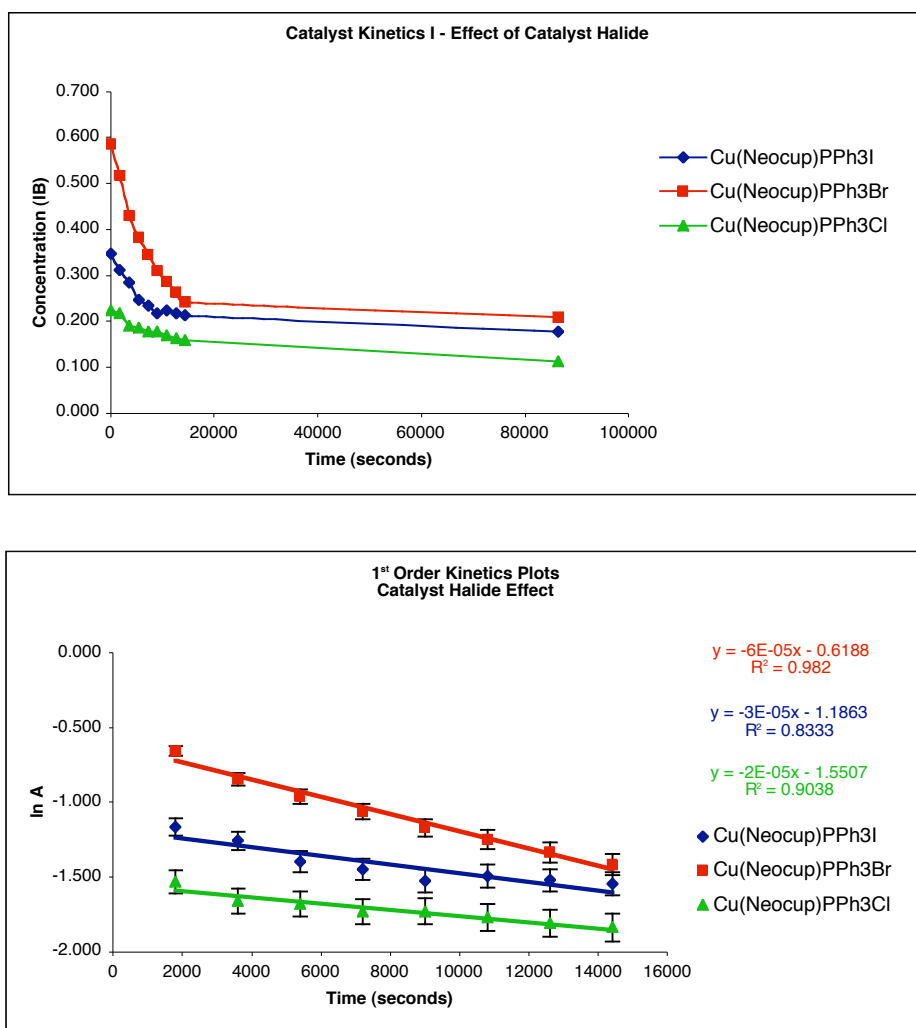 Catalyst Kinetics I - Effect of Catalyst Halide
0.700
0.600
0.500
0.400
0.300
0.200
0.100
0.000
Concentration (IB)
0 20000 40000 60000 80000 100000
Time (seconds)
Cu(Neocup)PPh3I
Cu(Neocup)PPh3Br
Cu(Neocup)PPh3Cl
1st Order Kinetics Plots
Catalyst Halide Effect
0.000
-0.500
-1.000
-1.500
-2.000
ln A
0 2000 4000 6000 8000 10000 12000 14000 16000
Time (seconds)
y = -6E-05x - 0.6188
R² = 0.982
y = -3E-05x - 1.1863
R² = 0.8333
y = -2E-05x - 1.5507
R² = 0.9038
Cu(Neocup)PPh3I
Cu(Neocup)PPh3Br
Cu(Neocup)PPh3Cl